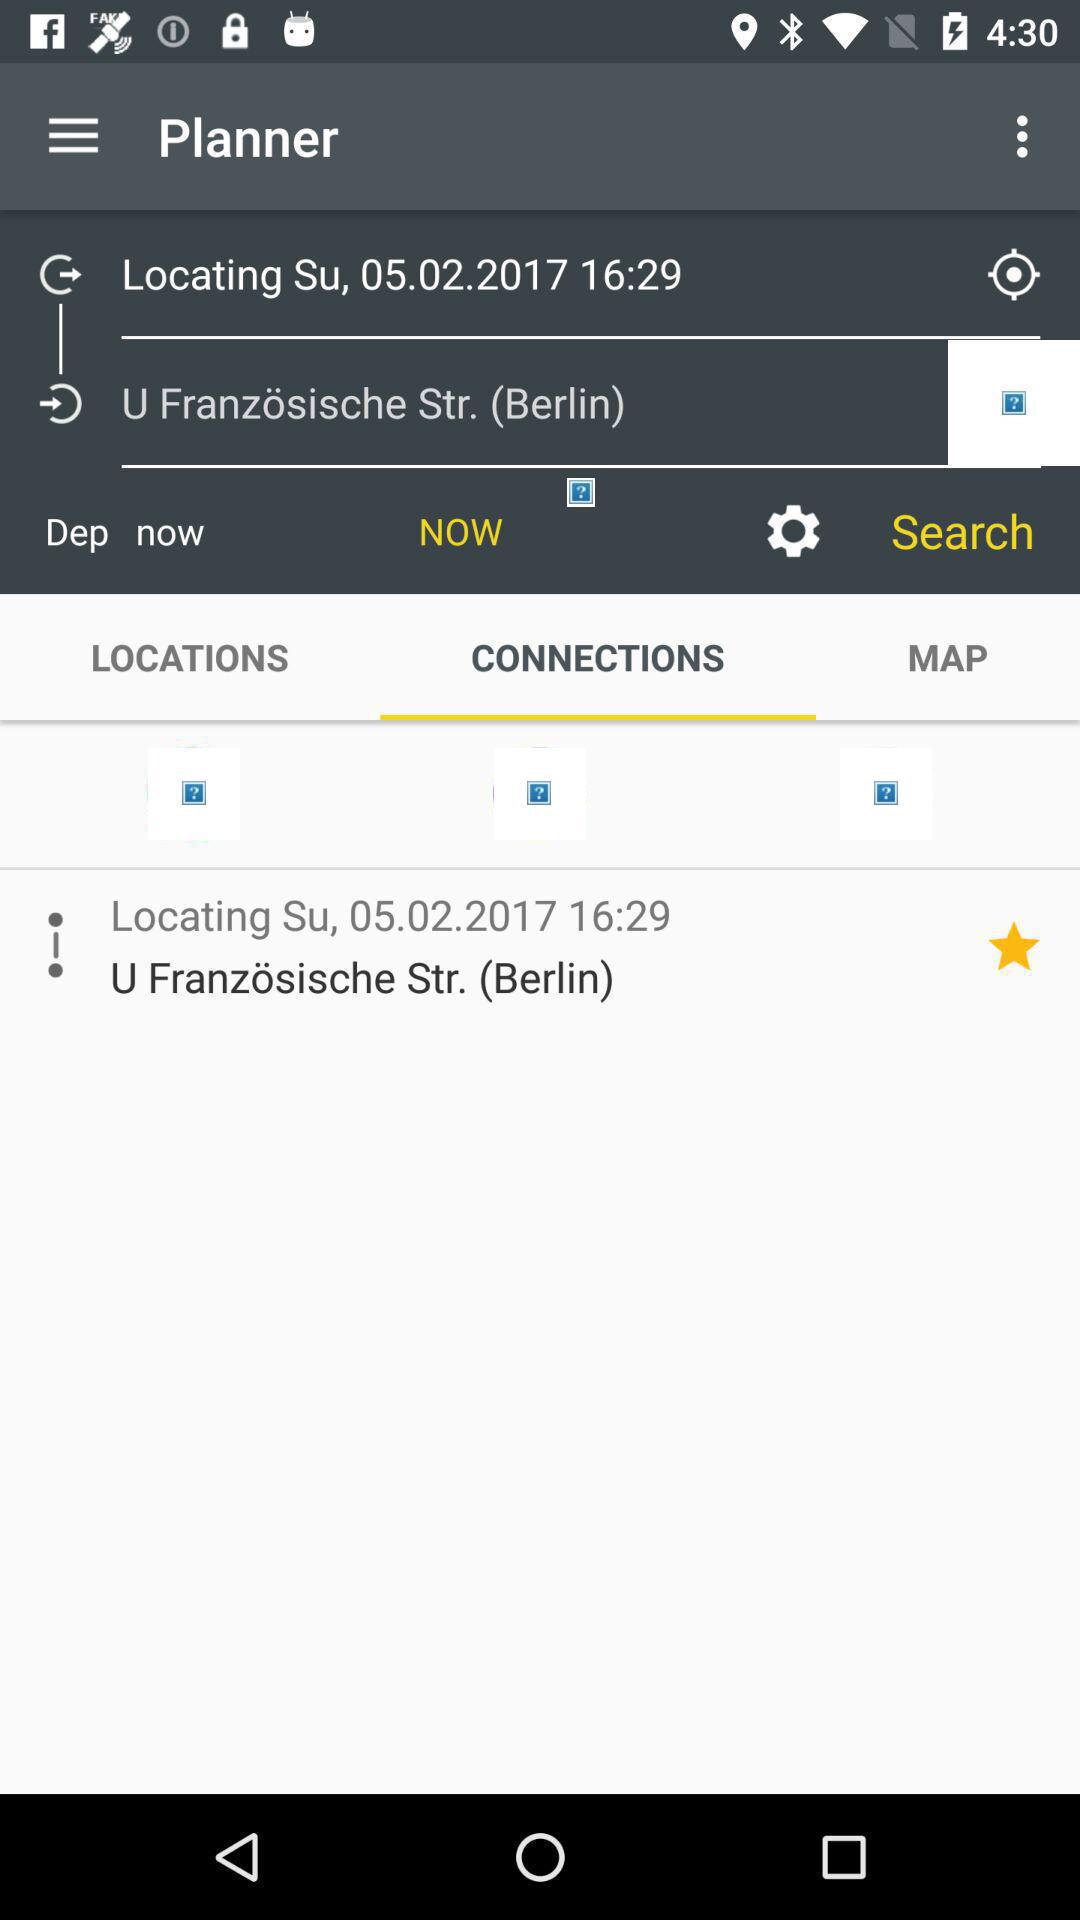 FAKE
4:30
Planner
Locating Su, 05.02.2017 16:29
U Französische Str. (Berlin)
Dep now NOW Search
LOCATIONS CONNECTIONS MAP
Locating Su, 05.02.2017 16:29
U Französische Str. (Berlin)